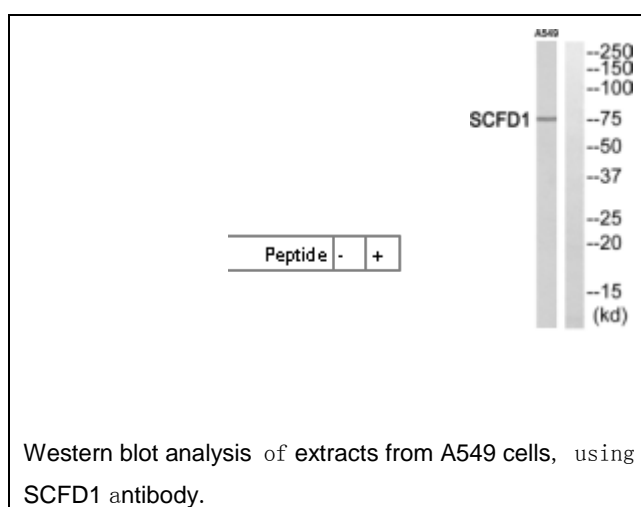 A549
--250
--150
--100
SCFD1 --75
--50
--37
--25
--20
--15
(kd)
Peptide - +
Western blot analysis of extracts from A549 cells, using
SCFD1 antibody.